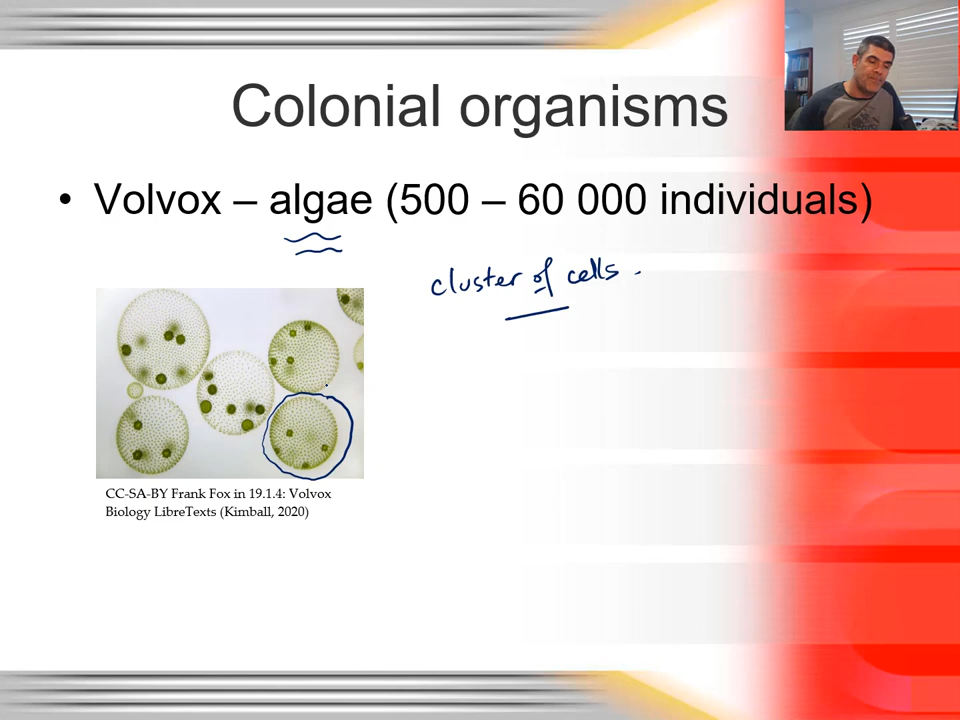 Colonial organisms
• Volvox – algae (500 – 60 000 individuals)
cluster of cells.
CC-SA-BY Frank Fox in 19.1.4: Volvox
Biology LibreTexts (Kimball, 2020)